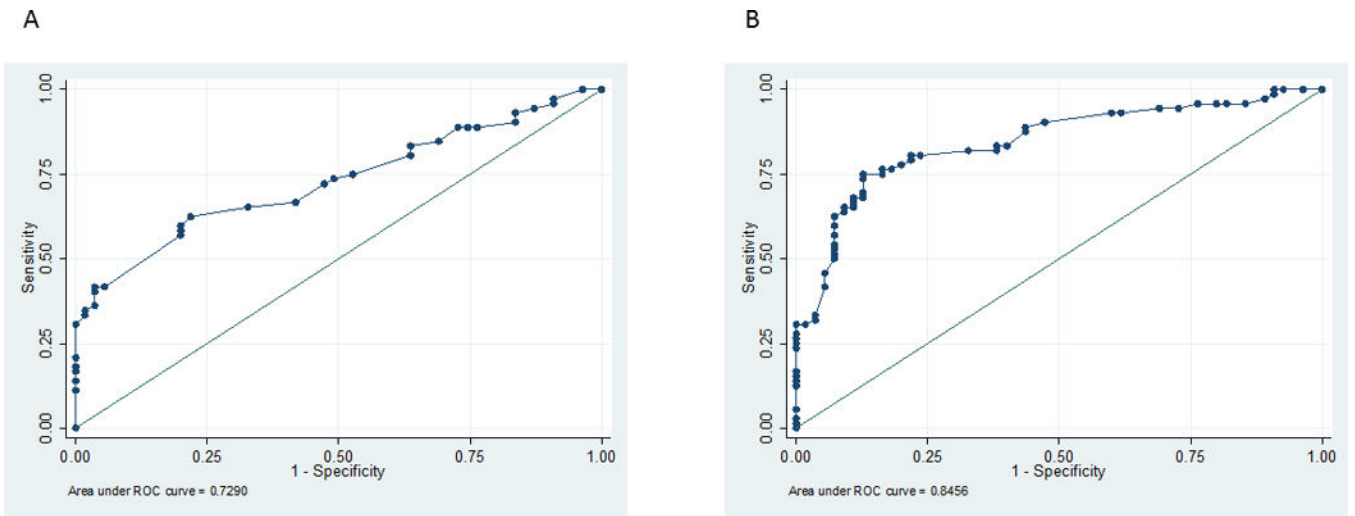 A
Sensitivity
1.00
0.75
0.50
0.25
0.00
0.00 0.25 0.50 0.75 1.00
1 - Specificity
Area under ROC curve = 0.7290
B
Sensitivity
1.00
0.75
0.50
0.25
0.00
0.00 0.25 0.50 0.75 1.00
1 - Specificity
Area under ROC curve = 0.8456